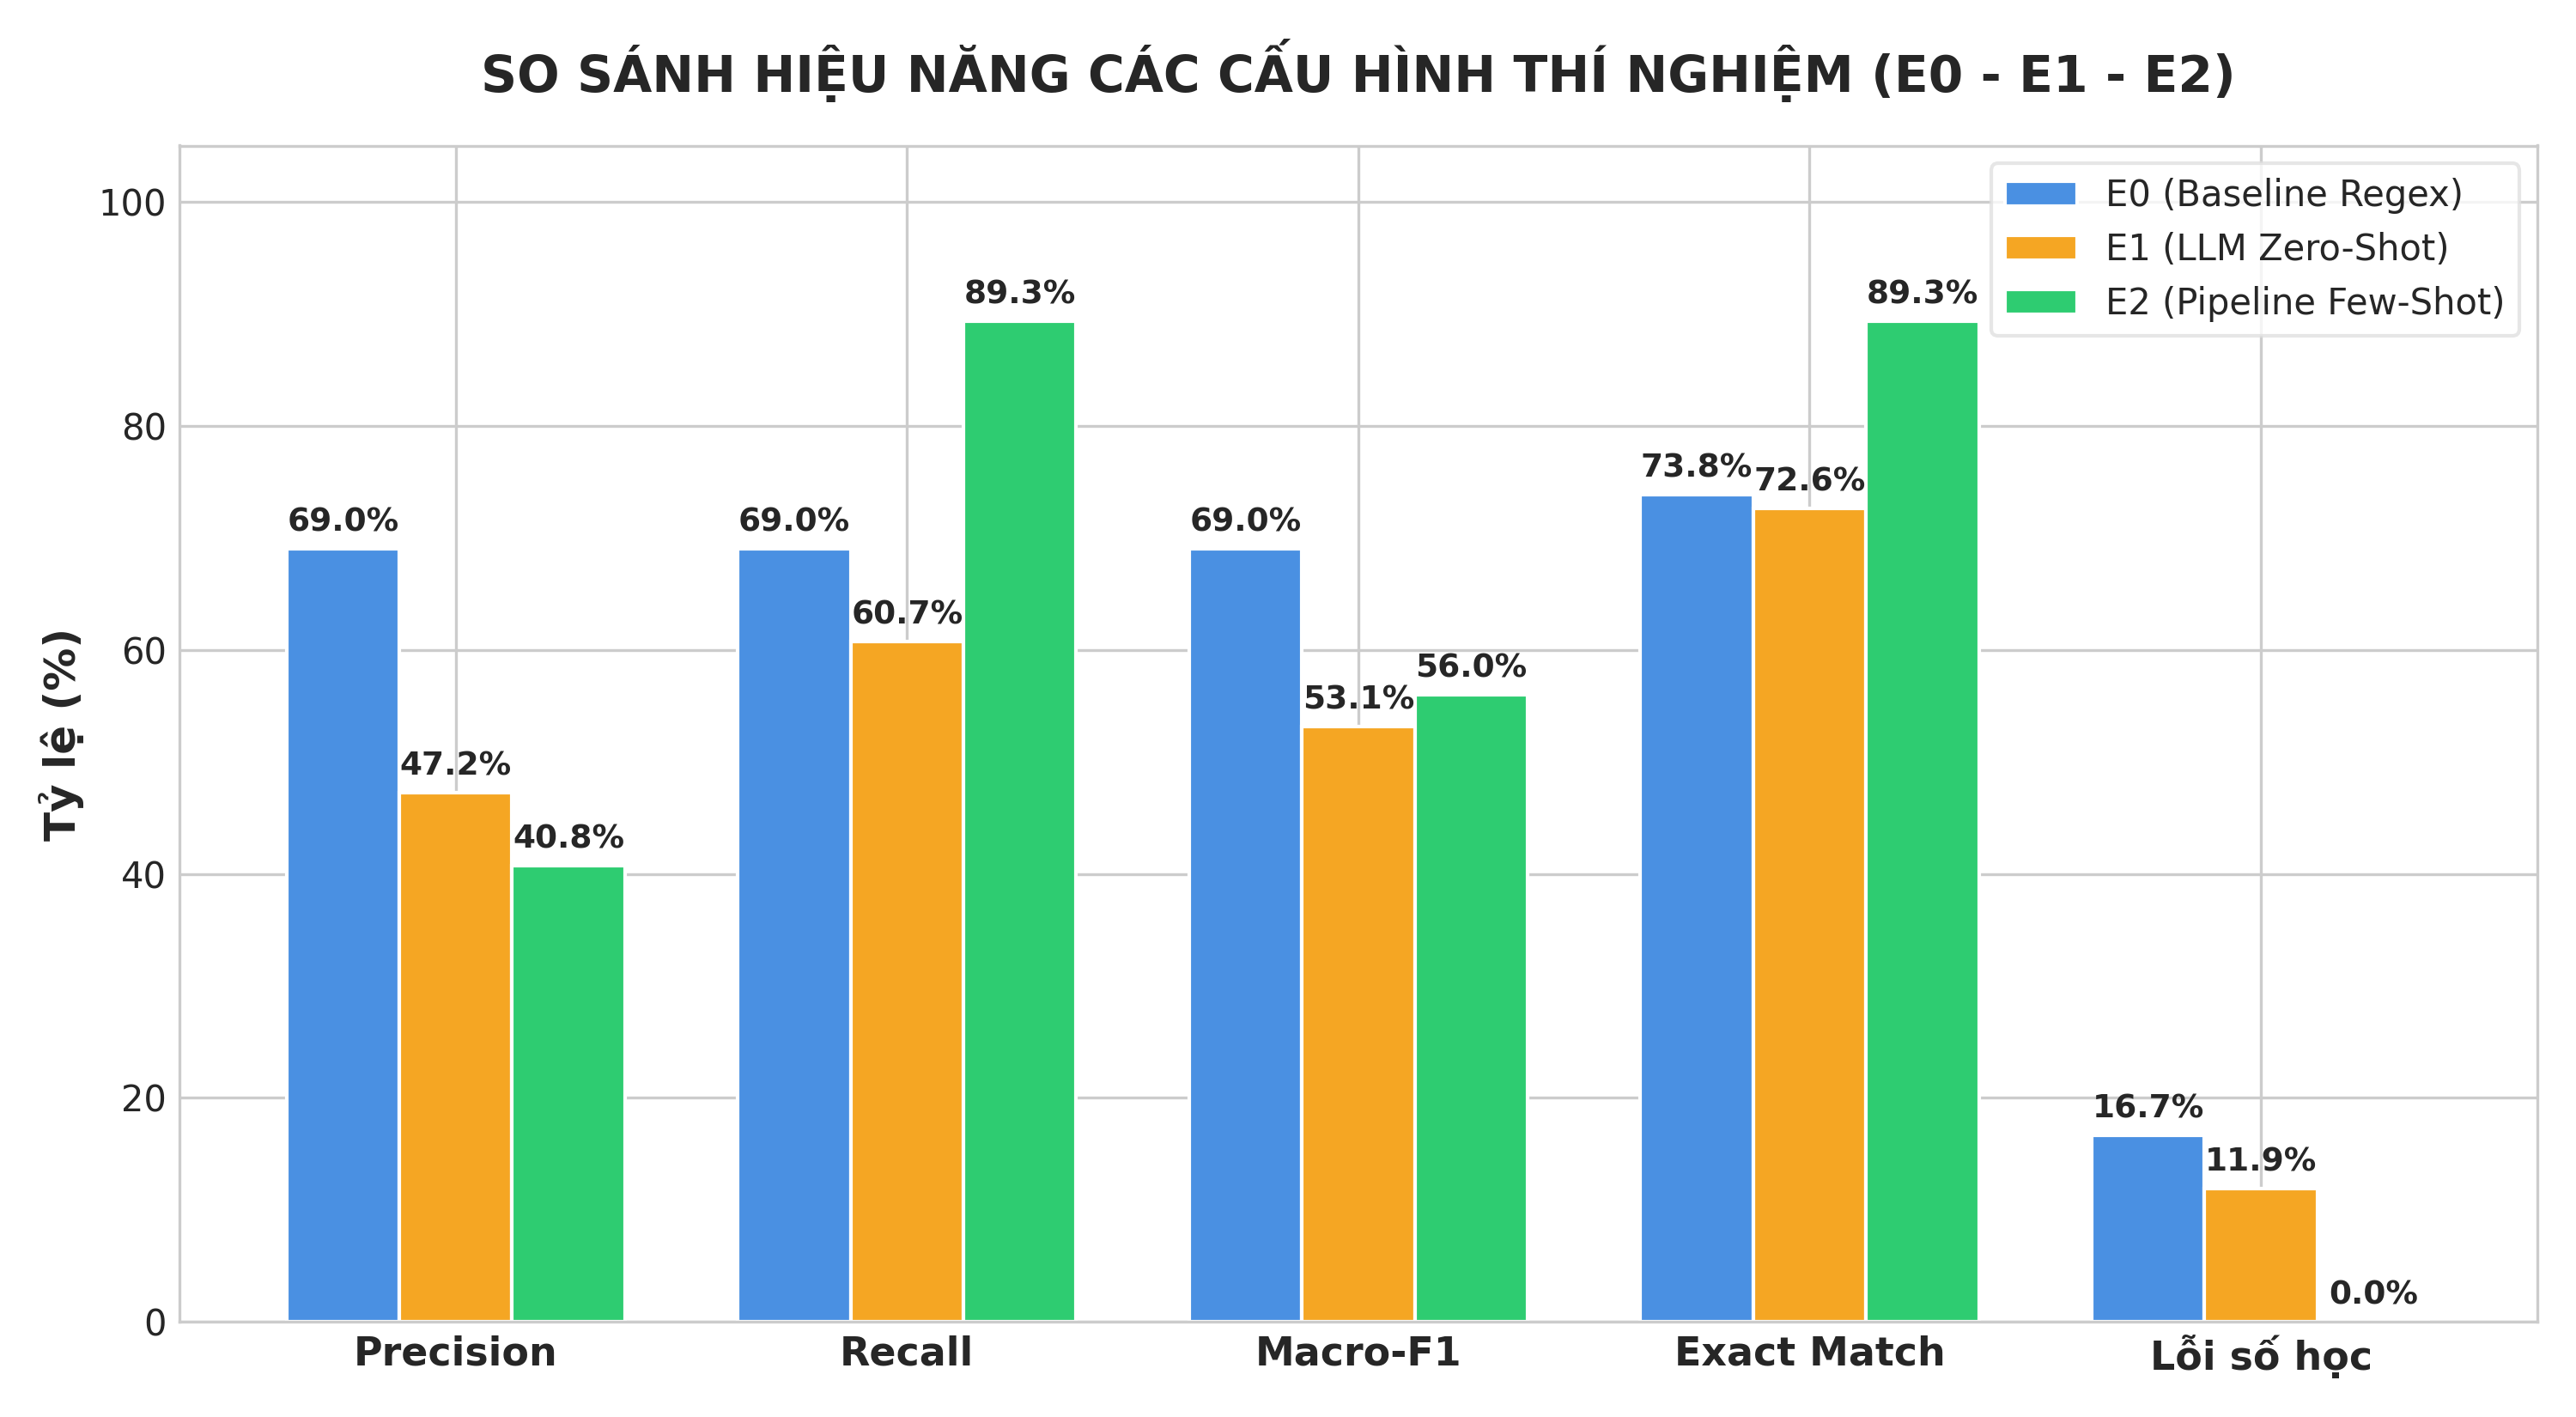 SO SÁNH HIỆU NĂNG CÁC CẤU HÌNH THÍ NGHIỆM (E0 - E1 - E2)
E0 (Baseline Regex)
E1 (LLM Zero-Shot)
E2 (Pipeline Few-Shot)
Tỷ lệ (%)
100
80
60
40
20
0
69.0%
47.2%
40.8%
69.0%
60.7%
89.3%
69.0%
53.1%
56.0%
73.8%
72.6%
89.3%
16.7%
11.9%
0.0%
Precision
Recall
Macro-F1
Exact Match
Lỗi số học